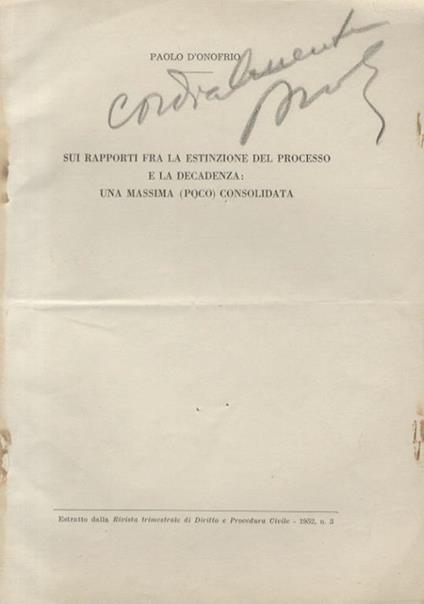 PAOLO D'ONOFRIO
cordialmente
SUI RAPPORTI FRA LA ESTINZIONE DEL PROCESSO
E LA DECADENZA:
UNA MASSIMA (POCO) CONSOLIDATA
Estratto dalla Rivista trimestrale di Diritto e Procedura Civile - 1952, n. 3